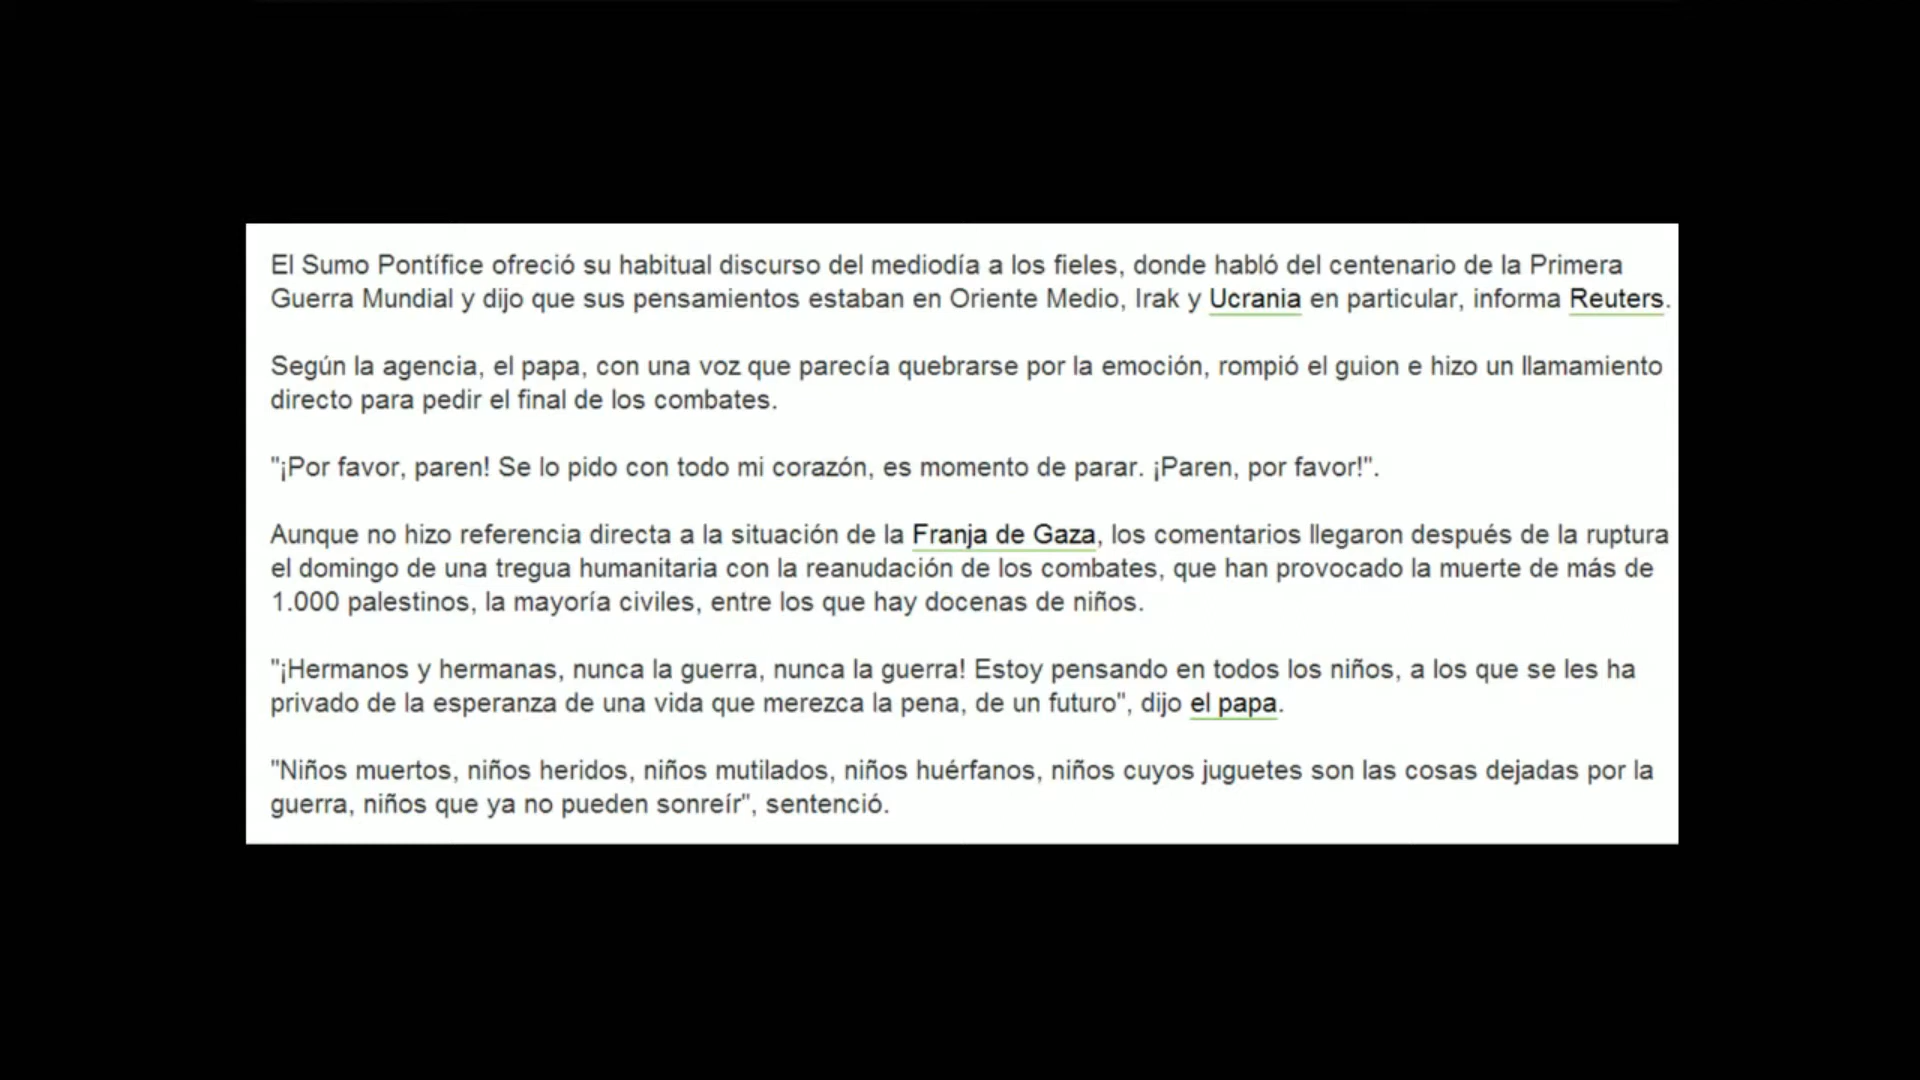 El Sumo Pontífice ofreció su habitual discurso del mediodía a los fieles, donde habló del centenario de la Primera
Guerra Mundial y dijo que sus pensamientos estaban en Oriente Medio, Irak y Ucrania en particular, informa Reuters.
Según la agencia, el papa, con una voz que parecía quebrarse por la emoción, rompió el guion e hizo un llamamiento
directo para pedir el final de los combates.
"¡Por favor, paren! Se lo pido con todo mi corazón, es momento de parar. ¡Paren, por favor!".
Aunque no hizo referencia directa a la situación de la Franja de Gaza, los comentarios llegaron después de la ruptura
el domingo de una tregua humanitaria con la reanudación de los combates, que han provocado la muerte de más de
1.000 palestinos, la mayoría civiles, entre los que hay docenas de niños.
"¡Hermanos y hermanas, nunca la guerra, nunca la guerra! Estoy pensando en todos los niños, a los que se les ha
privado de la esperanza de una vida que merezca la pena, de un futuro", dijo el papa.
"Niños muertos, niños heridos, niños mutilados, niños huérfanos, niños cuyos juguetes son las cosas dejadas por la
guerra, niños que ya no pueden sonreír", sentenció.